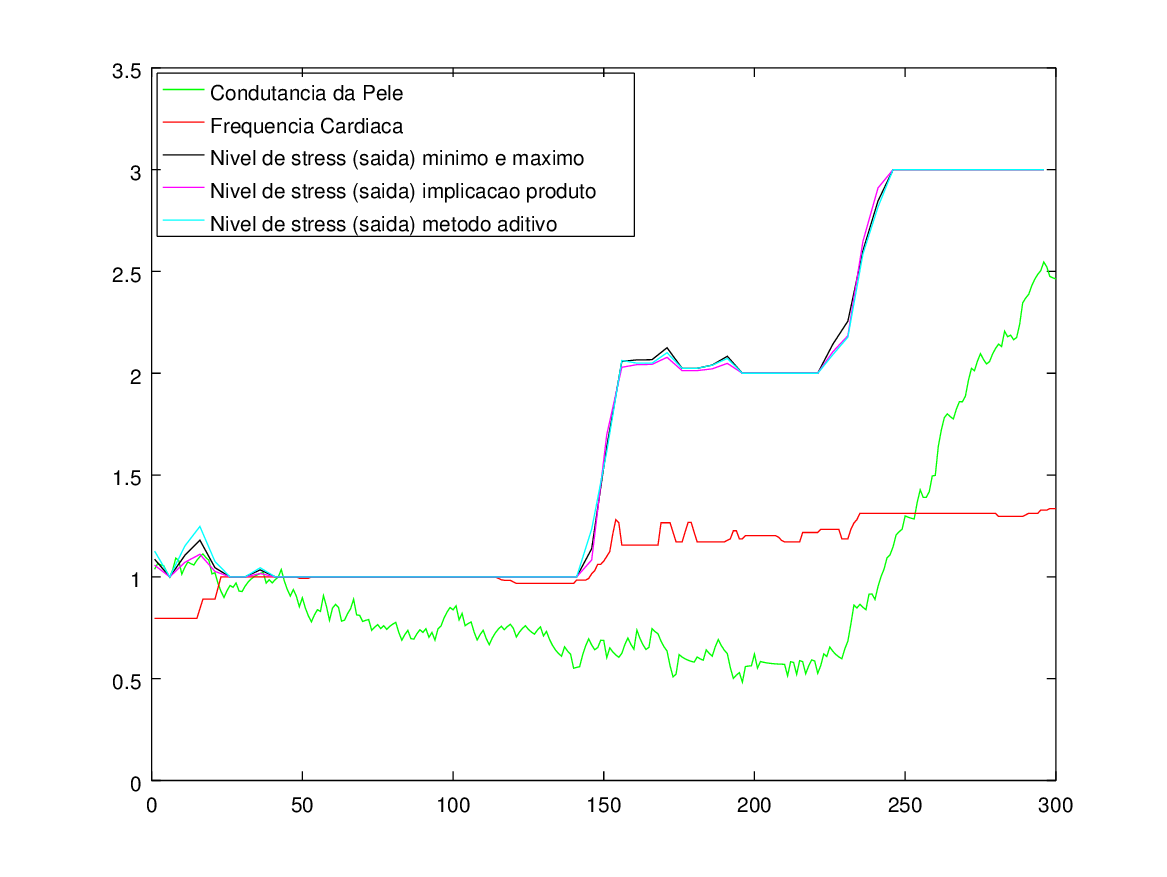 3.5
Condutancia da Pele
Frequencia Cardiaca
Nivel de stress (saida) minimo e maximo
3
Nivel de stress (saida) implicacao produto
Nivel de stress (saida) metodo aditivo
2.5
2
1.5
1
0.5
0
0 50 100 150 200 250 300